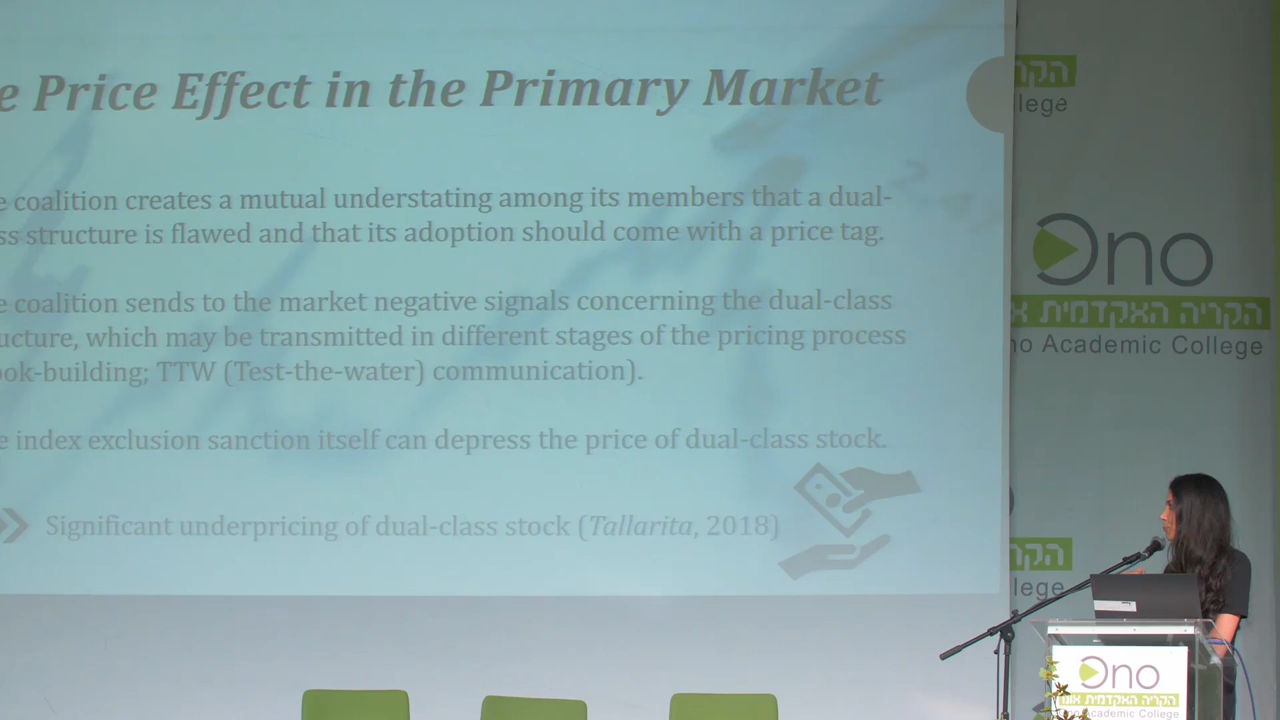 e Price Effect in the Primary Market
e coalition creates a mutual understating among its members that a dual-
ss structure is flawed and that its adoption should come with a price tag.
e coalition sends to the market negative signals concerning the dual-class
ucture, which may be transmitted in different stages of the pricing process
ok-building; TTW (Test-the-water) communication).
e index exclusion sanction itself can depress the price of dual-class stock.
Significant underpricing of dual-class stock (Tallarita, 2018)
הקר
llege
Ono
הקריה האקדמית א
no Academic College
הקר
llege
Ono
הקריה האקדמית אונו
no Academic College